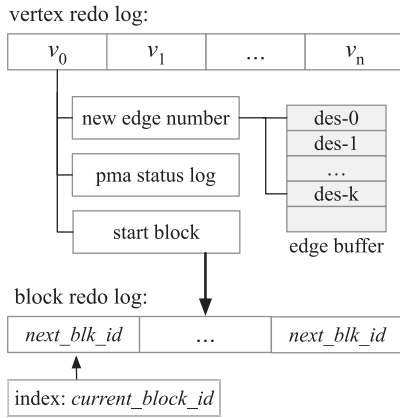 vertex redo log:
v0 v1 ... vn
new edge number
des-0
des-1
pma status log
...
des-k
start block
edge buffer
block redo log:
next_blk_id ... next_blk_id
index: current_block_id